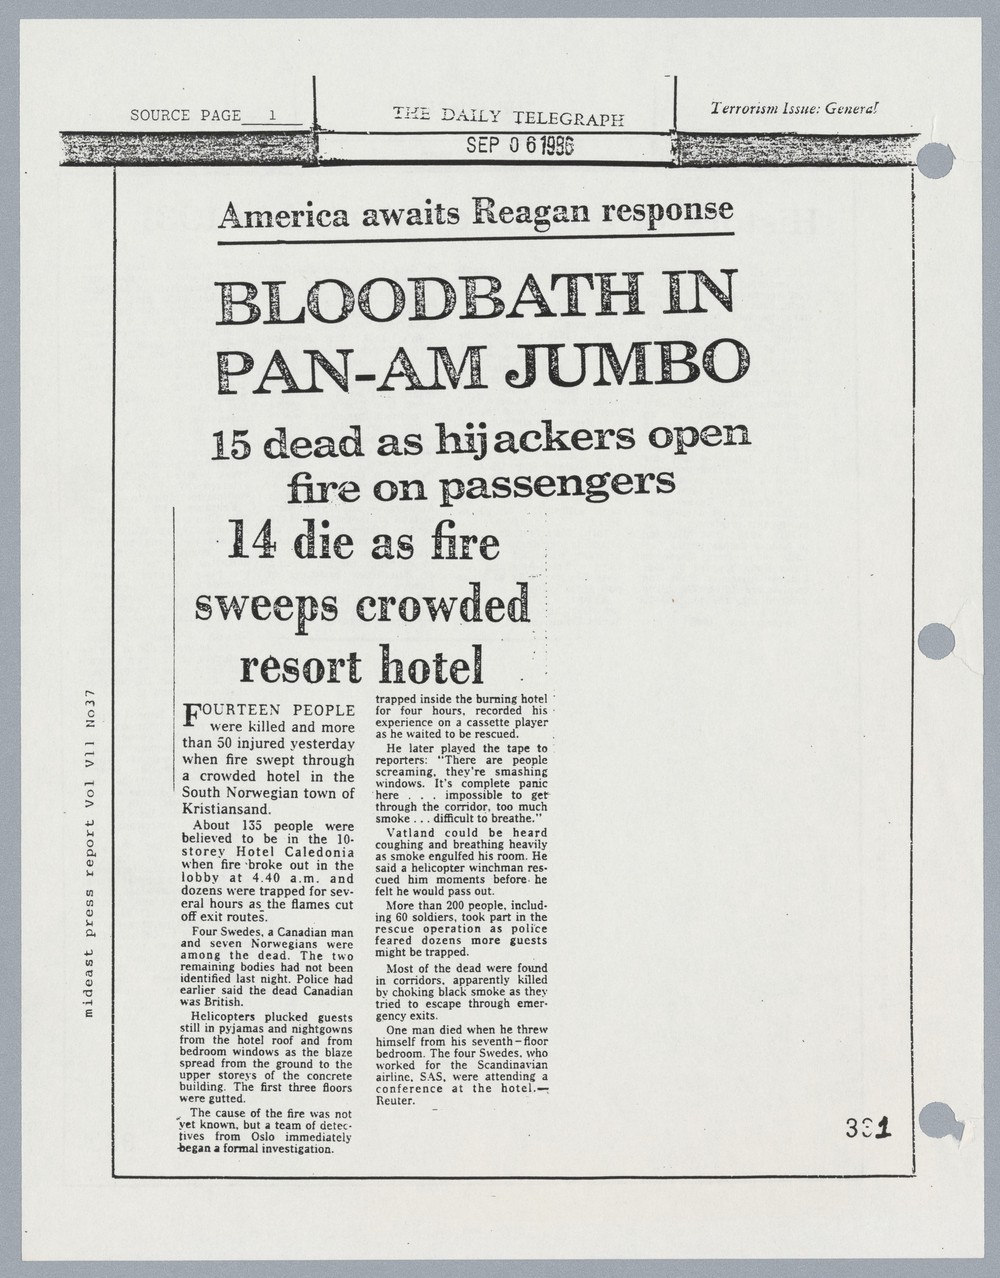 SOURCE PAGE 1
THE DAILY TELEGRAPH
Terrorism Issue: General
SEP 06 1986
America awaits Reagan response
BLOODBATH IN
PAN-AM JUMBO
15 dead as hijackers open
fire on passengers
14 die as fire
sweeps crowded
resort hotel
FOURTEEN PEOPLE
were killed and more
than 50 injured yesterday
when fire swept through
a crowded hotel in the
South Norwegian town of
Kristiansand.
About 135 people were
believed to be in the 10-
storey Hotel Caledonia
when fire broke out in the
lobby at 4.40 a.m. and
dozens were trapped for sev-
eral hours as the flames cut
off exit routes.
Four Swedes, a Canadian man
and seven Norwegians were
among the dead. The two
remaining bodies had not been
identified last night. Police had
earlier said the dead Canadian
was British.
Helicopters plucked guests
still in pyjamas and nightgowns
from the hotel roof and from
bedroom windows as the blaze
spread from the ground to the
upper storeys of the concrete
building. The first three floors
were gutted.
The cause of the fire was not
yet known, but a team of detec-
tives from Oslo immediately
began a formal investigation.
trapped inside the burning hotel
for four hours, recorded his
experience on a cassette player
as he waited to be rescued.
He later played the tape to
reporters: "There are people
screaming, they're smashing
windows. It's complete panic
here . . . impossible to get
through the corridor, too much
smoke . . . difficult to breathe."
Vatland could be heard
coughing and breathing heavily
as smoke engulfed his room. He
said a helicopter winchman res-
cued him moments before he
felt he would pass out.
More than 200 people, includ-
ing 60 soldiers, took part in the
rescue operation as police
feared dozens more guests
might be trapped.
Most of the dead were found
in corridors, apparently killed
by choking black smoke as they
tried to escape through emer-
gency exits.
One man died when he threw
himself from his seventh-floor
bedroom. The four Swedes, who
worked for the Scandinavian
airline, SAS, were attending a
conference at the hotel.—
Reuter.
mideast press report Vol Vll No37
331